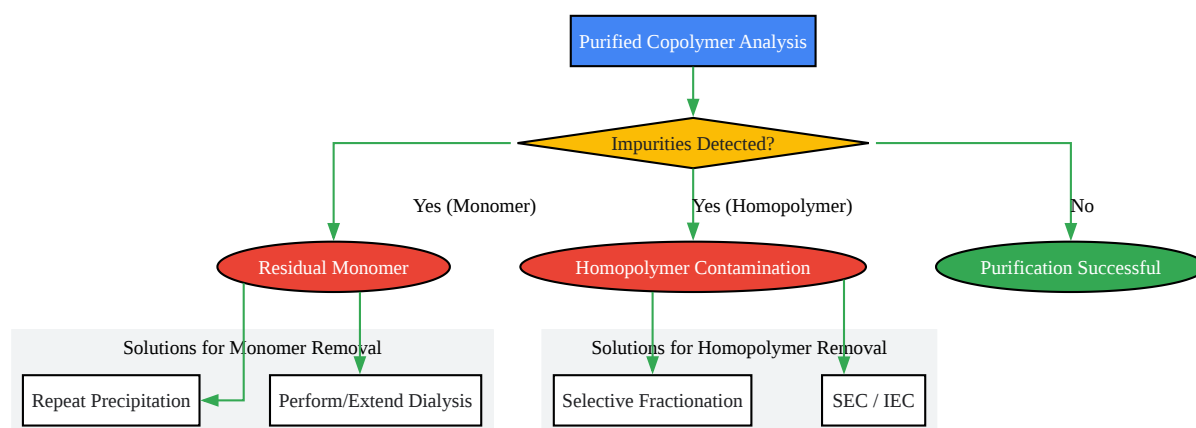 Purified Copolymer Analysis
Impurities Detected?
Yes (Monomer)
Yes (Homopolymer)
No
Residual Monomer
Homopolymer Contamination
Purification Successful
Solutions for Monomer Removal
Solutions for Homopolymer Removal
Repeat Precipitation
Perform/Extend Dialysis
Selective Fractionation
SEC / IEC